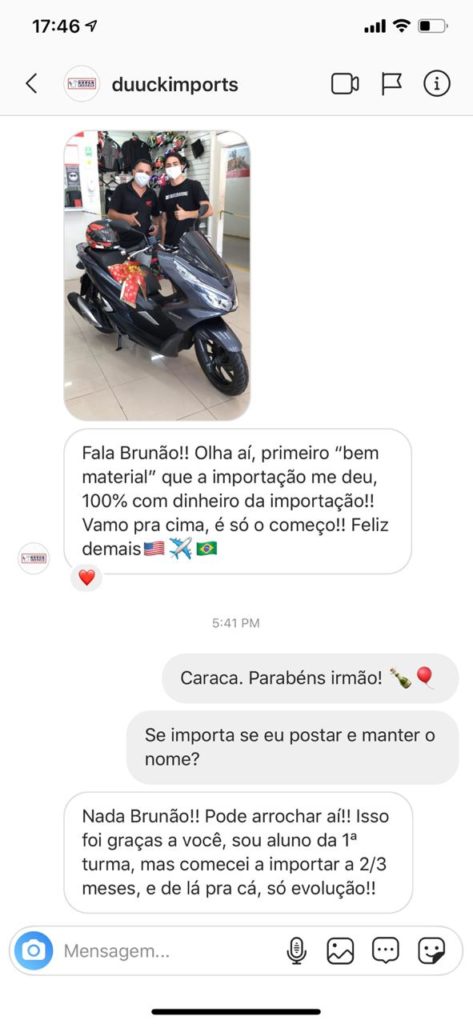 17:46
duuckimports
Fala Brunão!! Olha aí, primeiro “bem
material” que a importação me deu,
100% com dinheiro da importação!!
Vamo pra cima, é só o começo!! Feliz
demais🇺🇸✈️🇧🇷
5:41 PM
Caraca. Parabéns irmão! 🍾🎈
Se importa se eu postar e manter o
nome?
Nada Brunão!! Pode arrochar aí!! Isso
foi graças a você, sou aluno da 1ª
turma, mas comecei a importar a 2/3
meses, e de lá pra cá, só evolução!!
Mensagem...